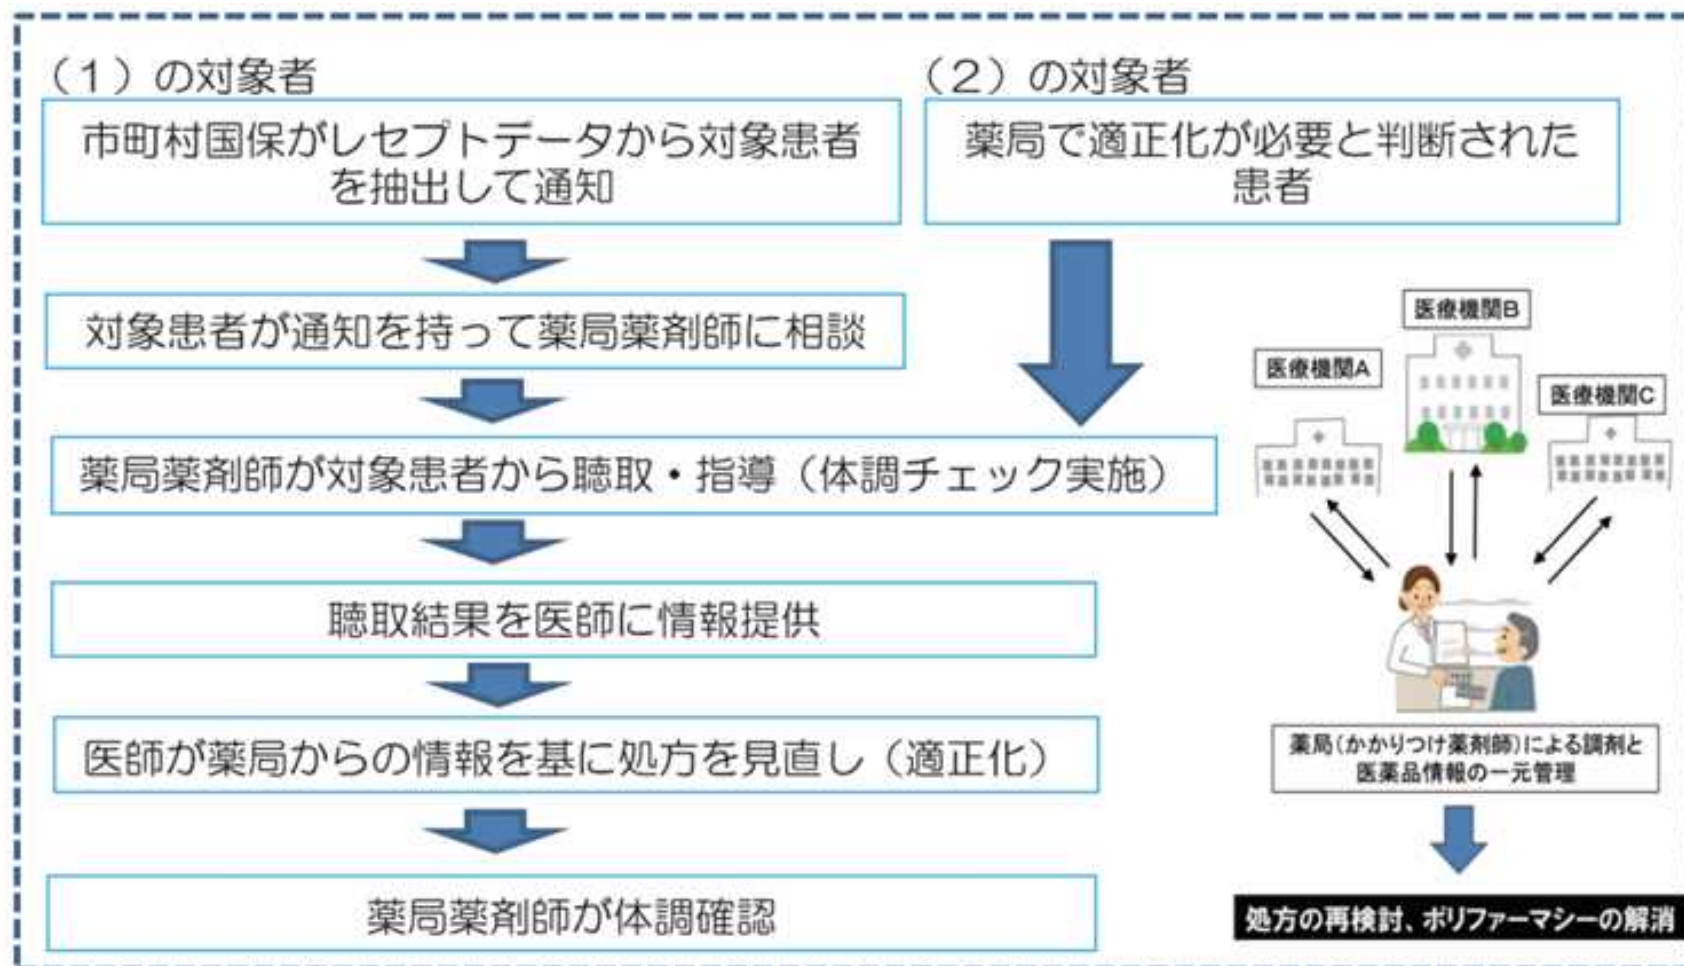 （１）の対象者
市町村国保がレセプトデータから対象患者
を抽出して通知
対象患者が通知を持って薬局薬剤師に相談
（２）の対象者
薬局で適正化が必要と判断された
患者
薬局薬剤師が対象患者から聴取・指導（体調チェック実施）
聴取結果を医師に情報提供
医師が薬局からの情報を基に処方を見直し（適正化）
薬局薬剤師が体調確認
医療機関A
医療機関B
医療機関C
薬局（かかりつけ薬剤師）による調剤と
医薬品情報の一元管理
処方の再検討、ポリファーマシーの解消